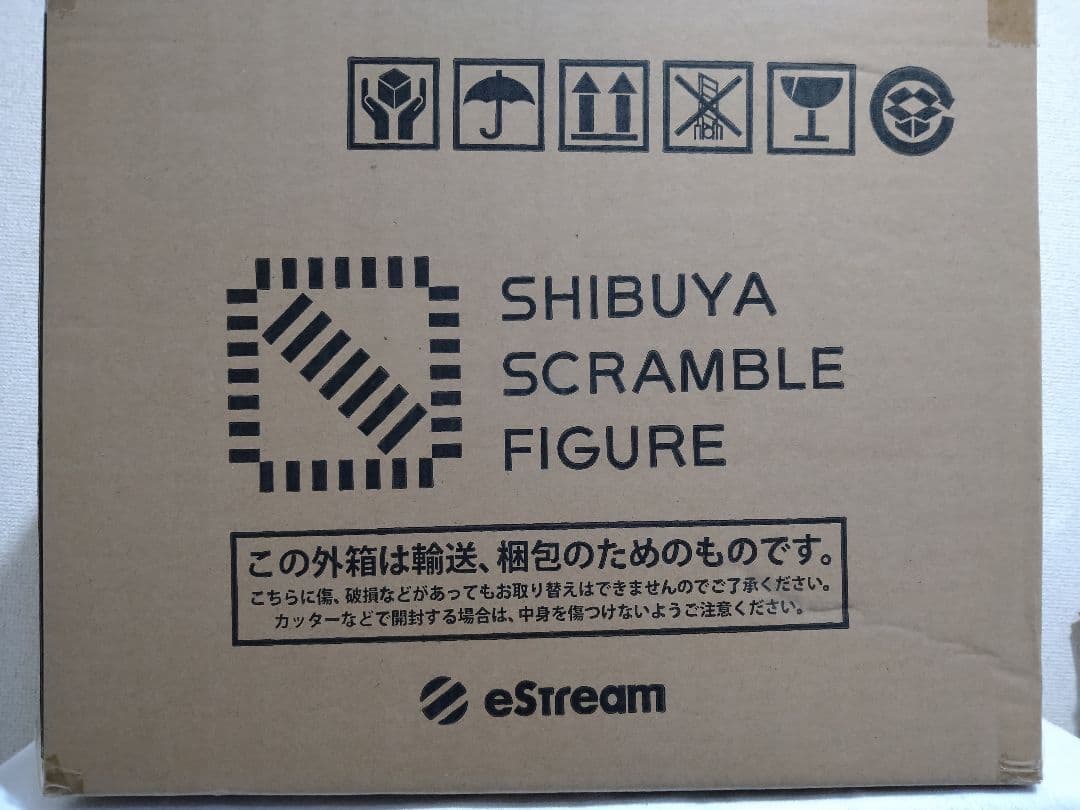 SHIBUYA
SCRAMBLE
FIGURE
この外箱は輸送、梱包のためのものです。
こちらに傷、破損などがあってもお取り替えはできませんのでご了承ください。
カッターなどで開封する場合は、中身を傷つけないようご注意ください。
eStream